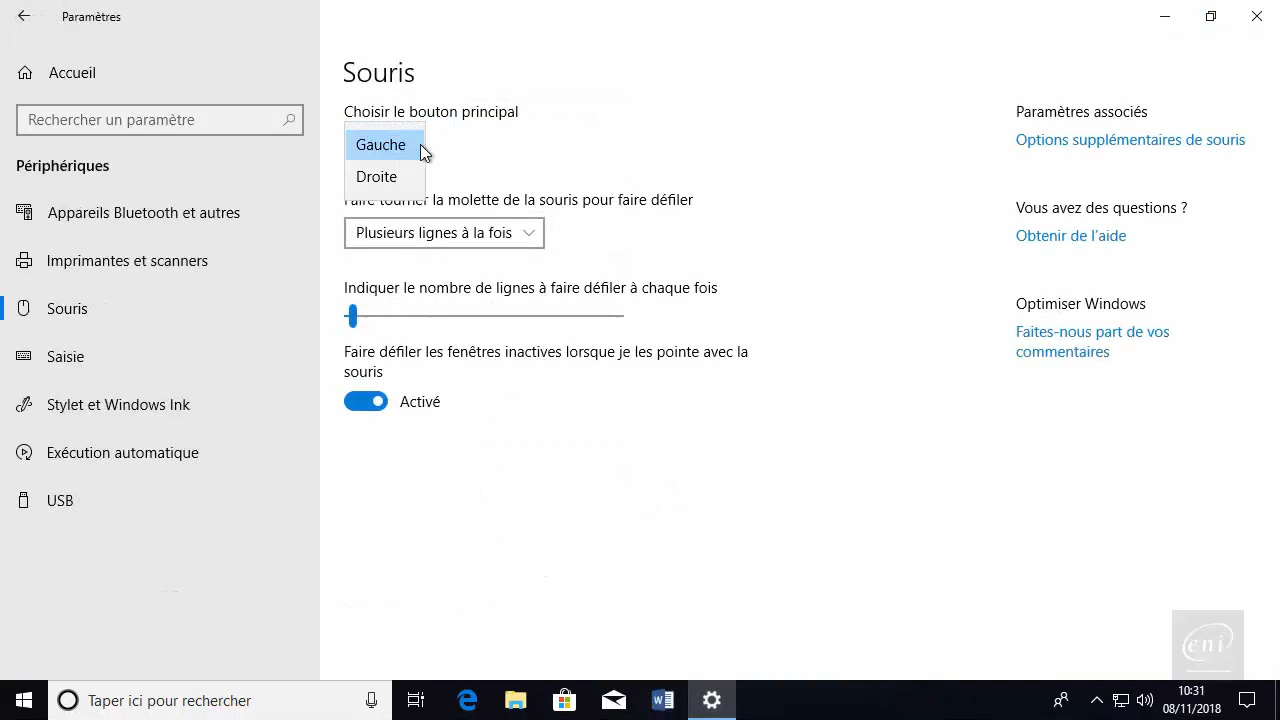 Paramètres
Accueil
Rechercher un paramètre
Périphériques
Appareils Bluetooth et autres
Imprimantes et scanners
Souris
Saisie
Stylet et Windows Ink
Exécution automatique
USB
Souris
Choisir le bouton principal
Gauche
Droite
Faire tourner la molette de la souris pour faire défiler
Plusieurs lignes à la fois
Indiquer le nombre de lignes à faire défiler à chaque fois
Faire défiler les fenêtres inactives lorsque je les pointe avec la
souris
Activé
Paramètres associés
Options supplémentaires de souris
Vous avez des questions ?
Obtenir de l’aide
Optimiser Windows
Faites-nous part de vos
commentaires
eni
Taper ici pour rechercher
10:31
08/11/2018